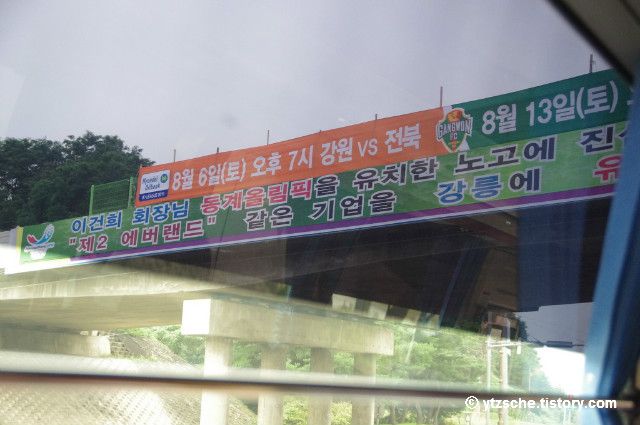 8월 6일(토) 오후 7시 강원 VS 전북
GANGWON FC
8월 13일(토)
이건희 회장님 동계올림픽을 유치한 노고에
"제2 에버랜드" 같은 기업을 강릉에 유
© ytzsche.tistory.com